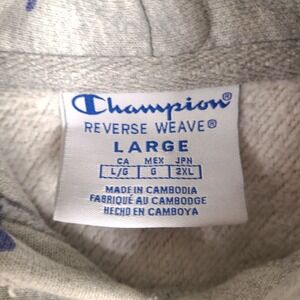 Champion®
REVERSE WEAVE®
LARGE
CA MEX JPN
L/G G 2XL
MADE IN CAMBODIA
FABRIQUÉ AU CAMBODGE
HECHO EN CAMBOYA